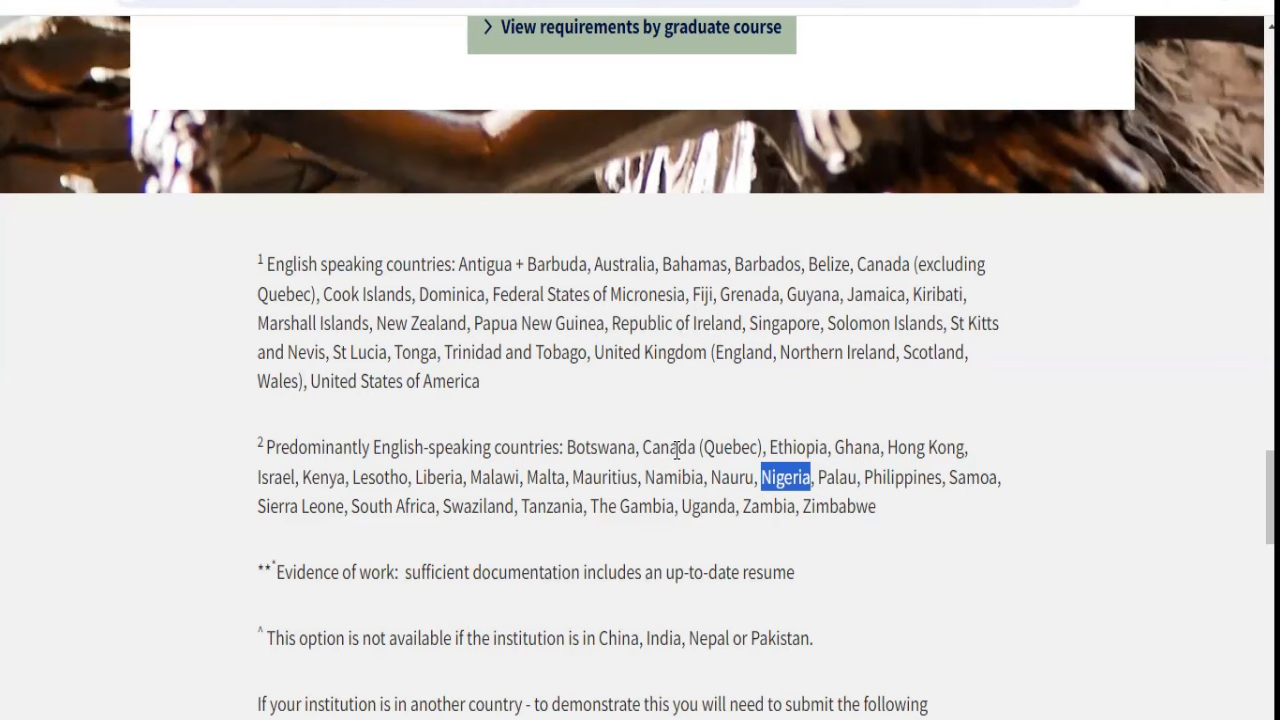 View requirements by graduate course
1 English speaking countries: Antigua + Barbuda, Australia, Bahamas, Barbados, Belize, Canada (excluding
Quebec), Cook Islands, Dominica, Federal States of Micronesia, Fiji, Grenada, Guyana, Jamaica, Kiribati,
Marshall Islands, New Zealand, Papua New Guinea, Republic of Ireland, Singapore, Solomon Islands, St Kitts
and Nevis, St Lucia, Tonga, Trinidad and Tobago, United Kingdom (England, Northern Ireland, Scotland,
Wales), United States of America
2 Predominantly English-speaking countries: Botswana, Canada (Quebec), Ethiopia, Ghana, Hong Kong,
Israel, Kenya, Lesotho, Liberia, Malawi, Malta, Mauritius, Namibia, Nauru, Nigeria, Palau, Philippines, Samoa,
Sierra Leone, South Africa, Swaziland, Tanzania, The Gambia, Uganda, Zambia, Zimbabwe
***Evidence of work:  sufficient documentation includes an up-to-date resume
^ This option is not available if the institution is in China, India, Nepal or Pakistan.
If your institution is in another country - to demonstrate this you will need to submit the following